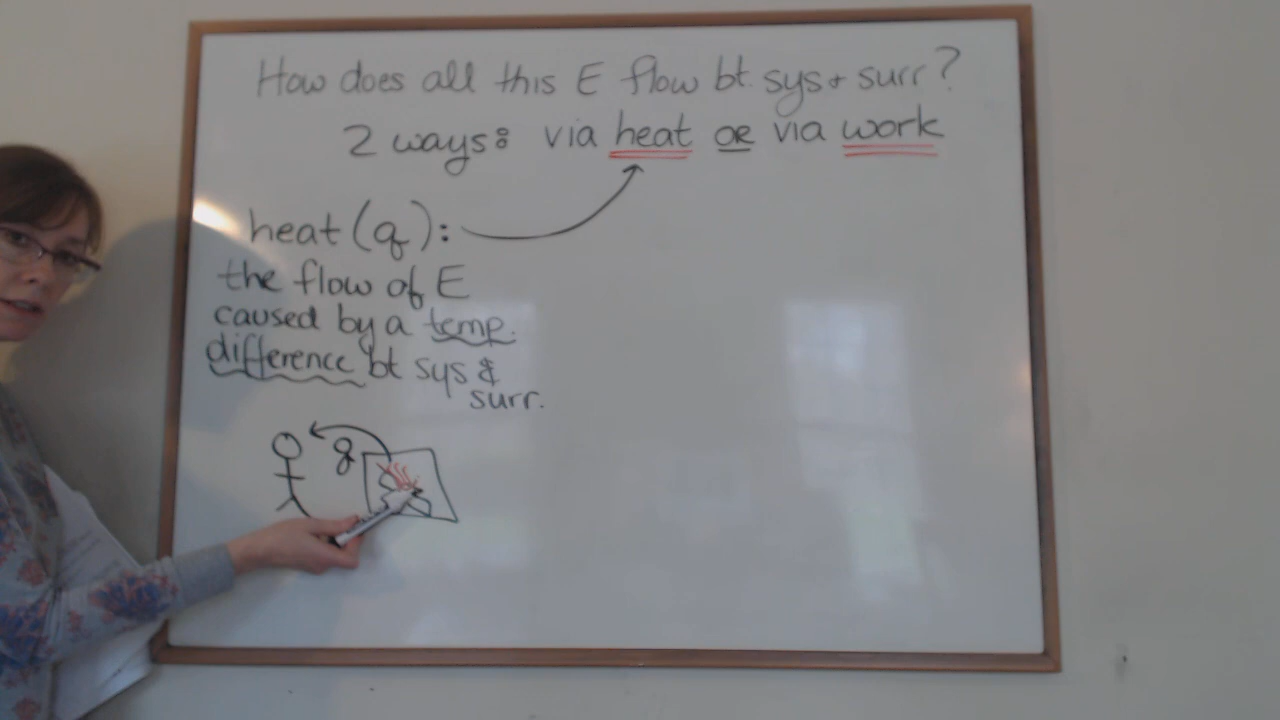 How does all this E flow bt. sys + surr?
2 ways: via heat or via work
heat (q):
the flow of E
caused by a temp.
difference bt sys &
surr.
q